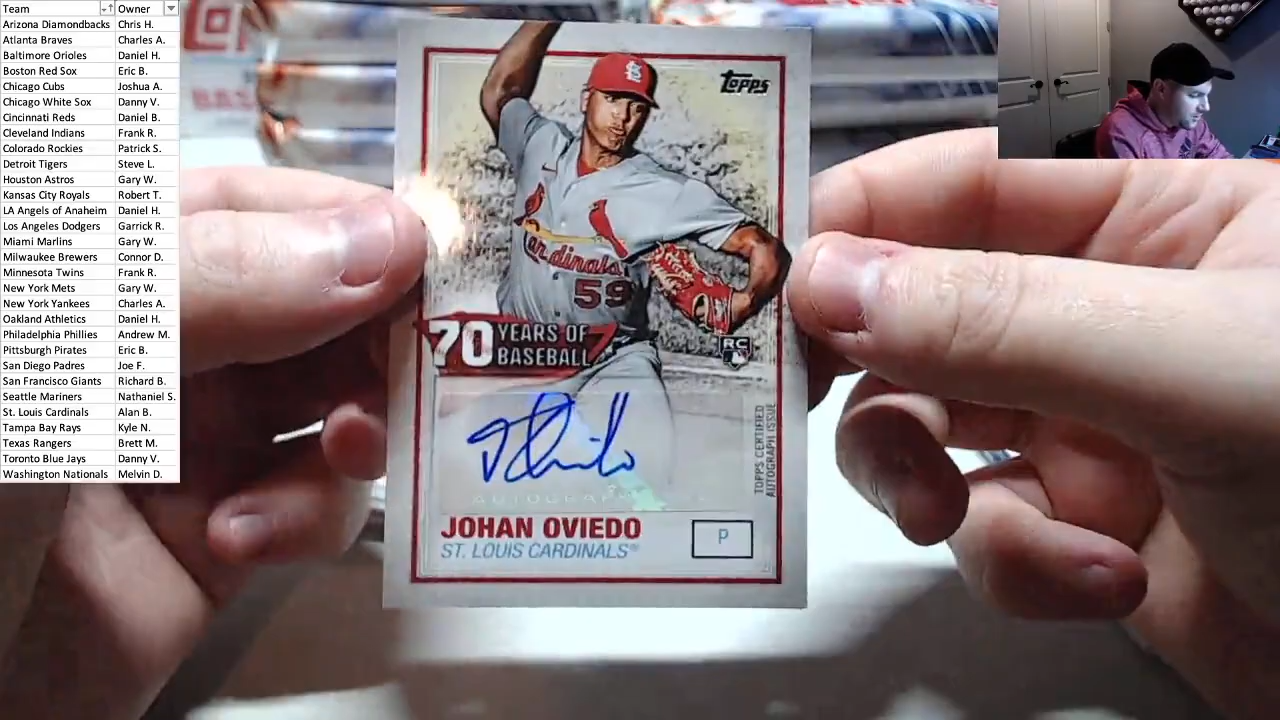 Team Owner
Arizona Diamondbacks Chris H.
Atlanta Braves Charles A.
Baltimore Orioles Daniel H.
Boston Red Sox Eric B.
Chicago Cubs Joshua A.
Chicago White Sox Danny V.
Cincinnati Reds Daniel B.
Cleveland Indians Frank R.
Colorado Rockies Patrick S.
Detroit Tigers Steve L.
Houston Astros Gary W.
Kansas City Royals Robert T.
LA Angels of Anaheim Daniel H.
Los Angeles Dodgers Garrick R.
Miami Marlins Gary W.
Milwaukee Brewers Connor D.
Minnesota Twins Frank R.
New York Mets Gary W.
New York Yankees Charles A.
Oakland Athletics Daniel H.
Philadelphia Phillies Andrew M.
Pittsburgh Pirates Eric B.
San Diego Padres Joe F.
San Francisco Giants Richard B.
Seattle Mariners Nathaniel S.
St. Louis Cardinals Alan B.
Tampa Bay Rays Kyle N.
Texas Rangers Brett M.
Toronto Blue Jays Danny V.
Washington Nationals Melvin D.
Topps
Cardinals
59
70 YEARS OF BASEBALL
RC
TOPPS CERTIFIED
AUTOGRAPH ISSUE
JOHAN OVIEDO
P
ST. LOUIS CARDINALS®